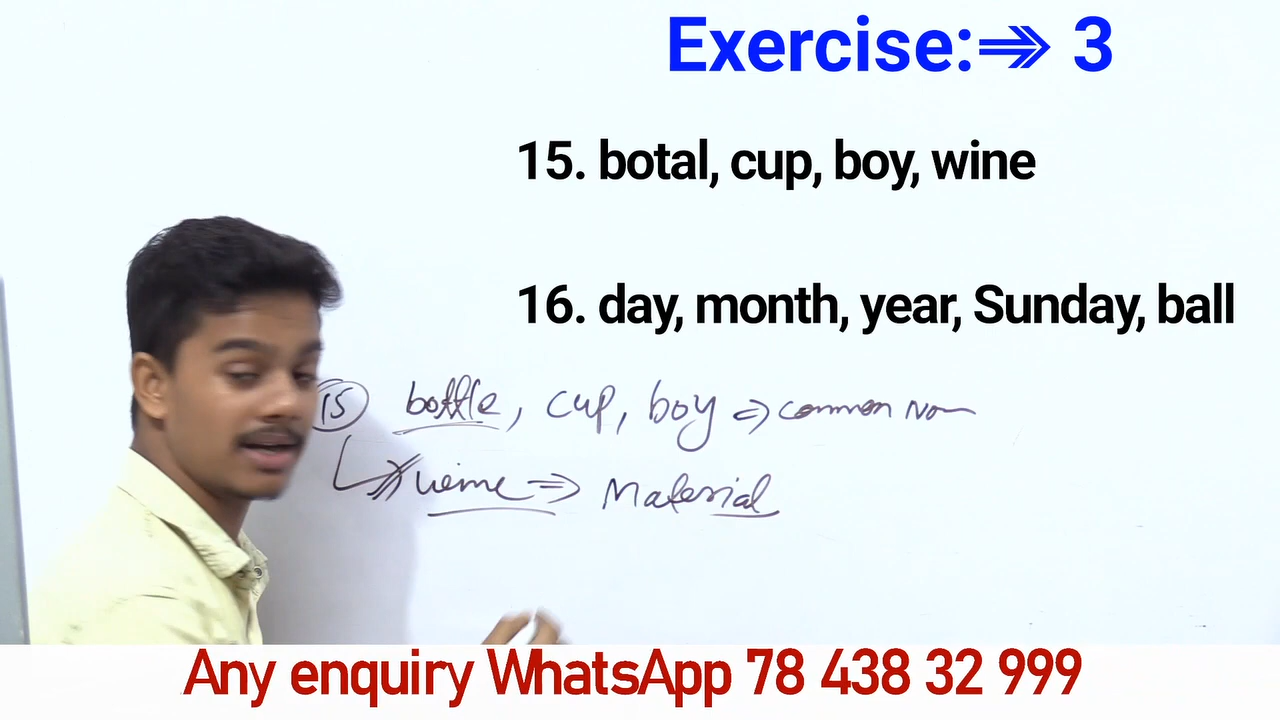 Exercise:⇒ 3
15. botal, cup, boy, wine
16. day, month, year, Sunday, ball
15 bottle, cup, boy ⇒ common Noun
wine ⇒ Material
Any enquiry WhatsApp 78 438 32 999